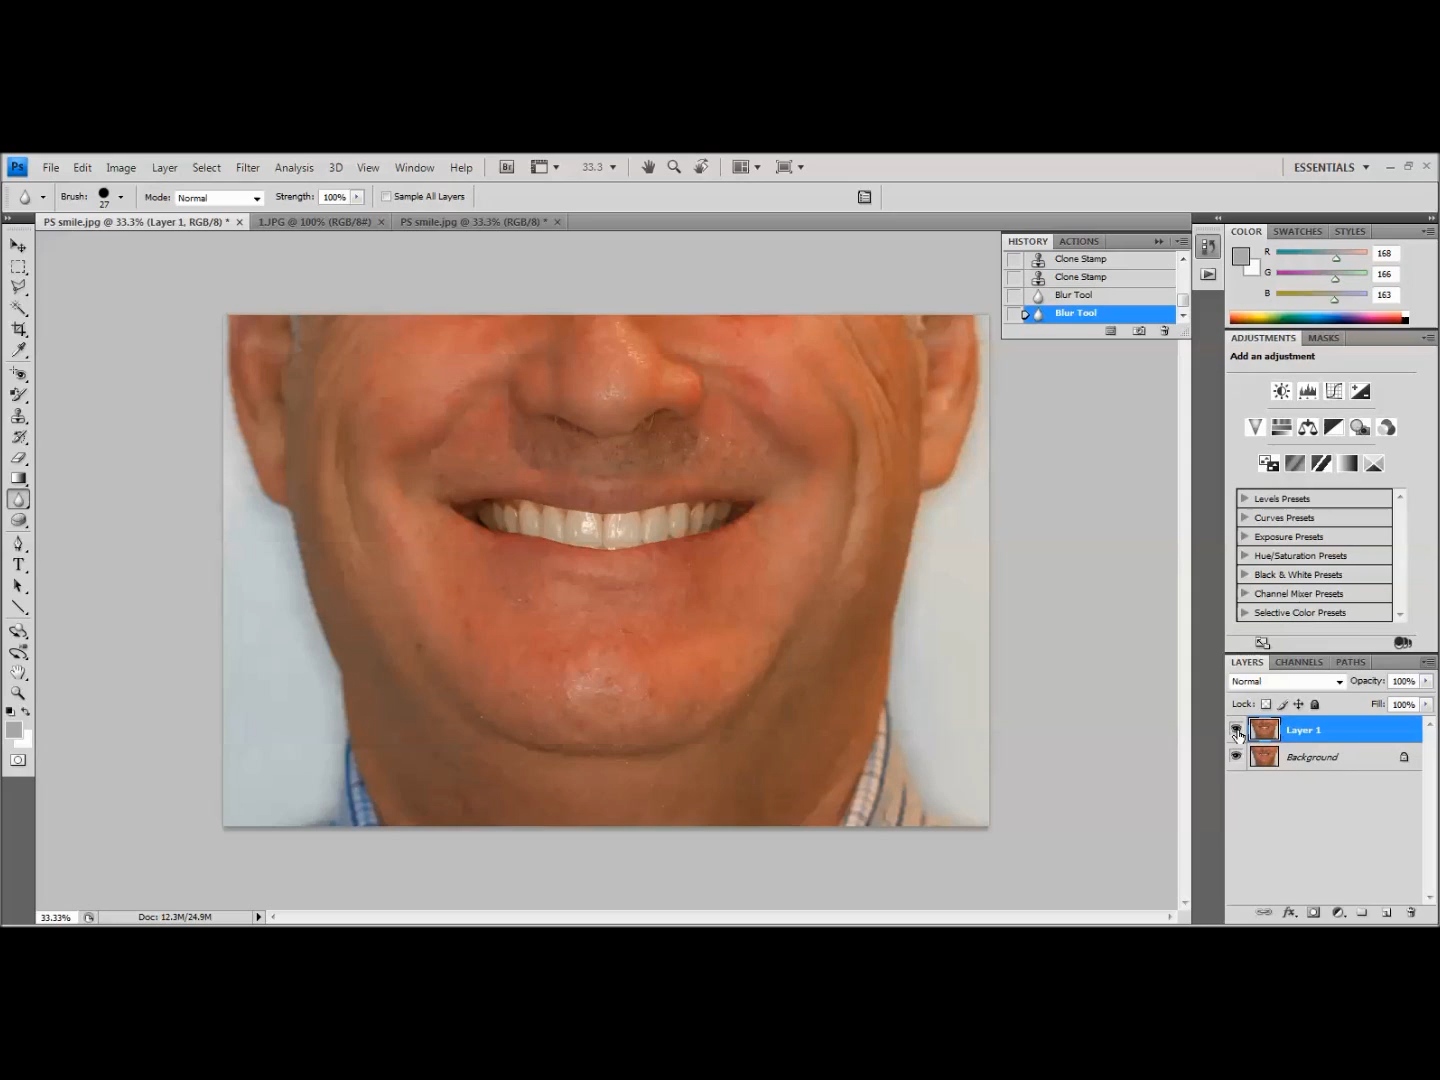 Ps File Edit Image Layer Select Filter Analysis 3D View Window Help Br 33.3 ESSENTIALS
Brush: 27 Mode: Normal Strength: 100% Sample All Layers
PS smile.jpg @ 33.3% (Layer 1, RGB/8) * 1.JPG @ 100% (RGB/8#) PS smile.jpg @ 33.3% (RGB/8) *
HISTORY ACTIONS
Clone Stamp
Clone Stamp
Blur Tool
Blur Tool
COLOR SWATCHES STYLES
R 168
G 166
B 163
ADJUSTMENTS MASKS
Add an adjustment
Levels Presets
Curves Presets
Exposure Presets
Hue/Saturation Presets
Black & White Presets
Channel Mixer Presets
Selective Color Presets
LAYERS CHANNELS PATHS
Normal Opacity: 100%
Lock: Fill: 100%
Layer 1
Background
fx
33.33% Doc: 12.3M/24.9M